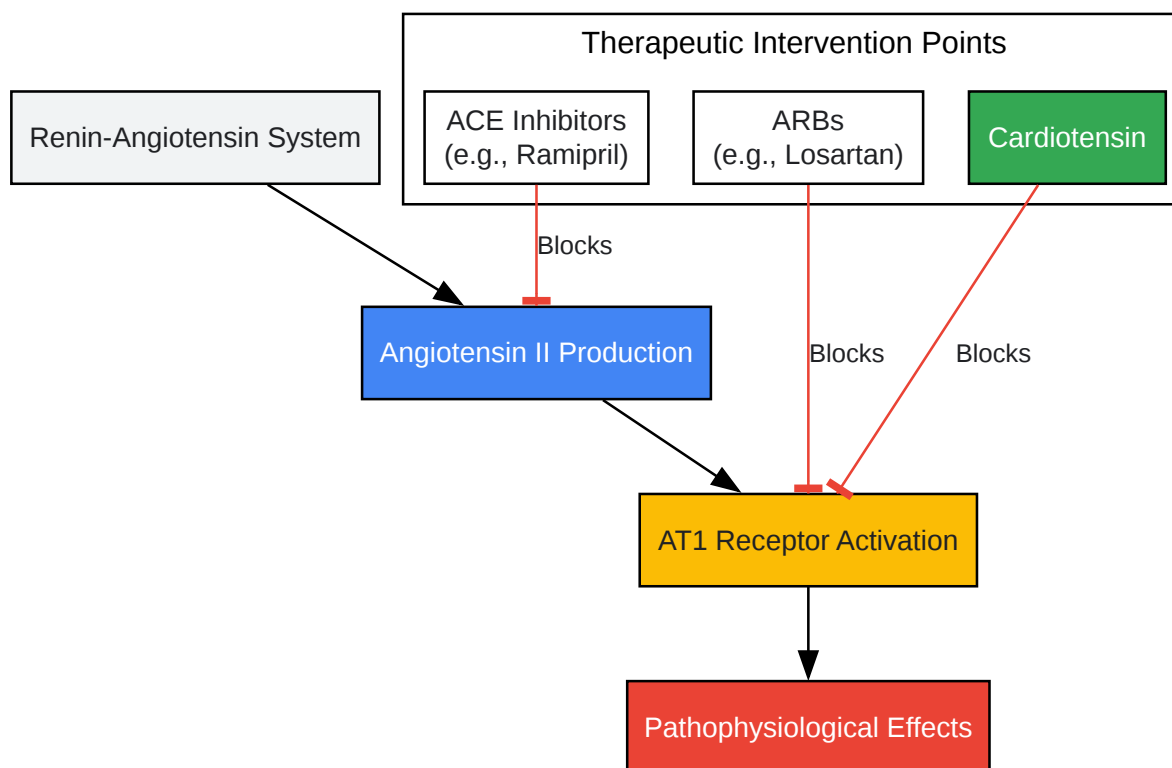 Therapeutic Intervention Points
Renin-Angiotensin System
ACE Inhibitors
(e.g., Ramipril)
ARBs
(e.g., Losartan)
Cardiotensin
Blocks
Angiotensin II Production
Blocks
Blocks
AT1 Receptor Activation
Pathophysiological Effects